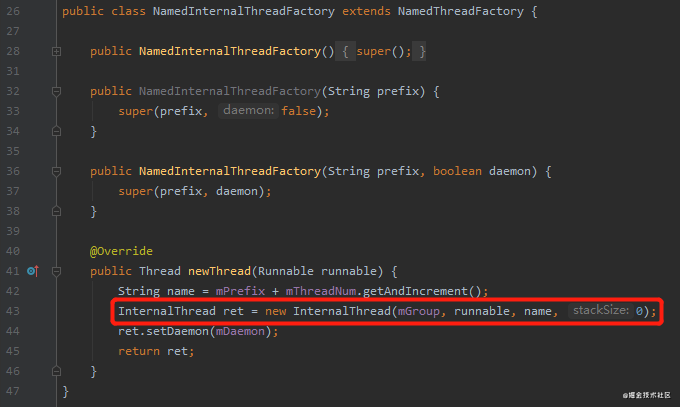 26 public class NamedInternalThreadFactory extends NamedThreadFactory {
27
28 public NamedInternalThreadFactory() { super(); }
31
32 public NamedInternalThreadFactory(String prefix) {
33 super(prefix, daemon: false);
34 }
35
36 public NamedInternalThreadFactory(String prefix, boolean daemon) {
37 super(prefix, daemon);
38 }
39
40 @Override
41 public Thread newThread(Runnable runnable) {
42 String name = mPrefix + mThreadNum.getAndIncrement();
43 InternalThread ret = new InternalThread(mGroup, runnable, name, stackSize: 0);
44 ret.setDaemon(mDaemon);
45 return ret;
46 }
47 }
@掘金技术社区